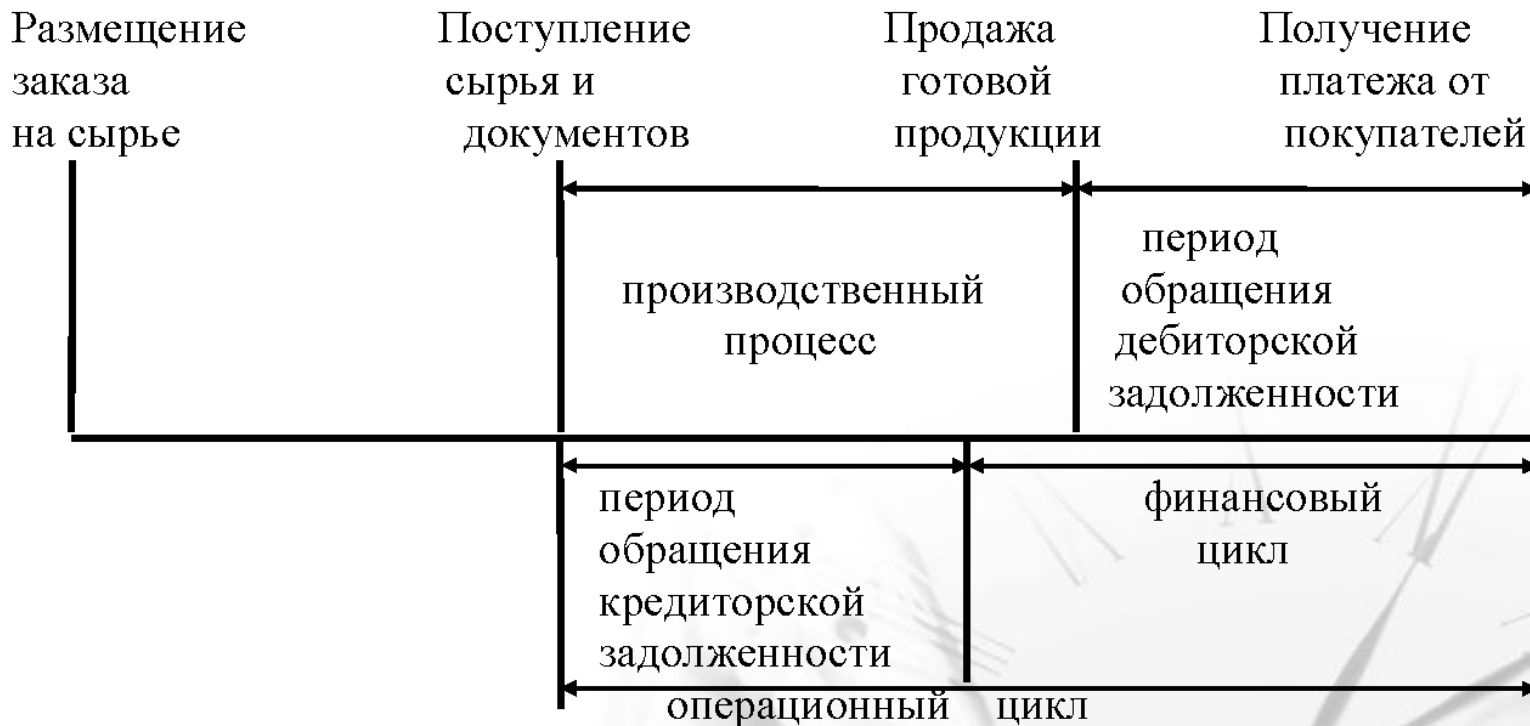 Размещение
заказа
на сырье
Поступление
сырья и
документов
Продажа
готовой
продукции
Получение
платежа от
покупателей
производственный
процесс
период
обращения
дебиторской
задолженности
период
обращения
кредиторской
задолженности
финансовый
цикл
операционный цикл